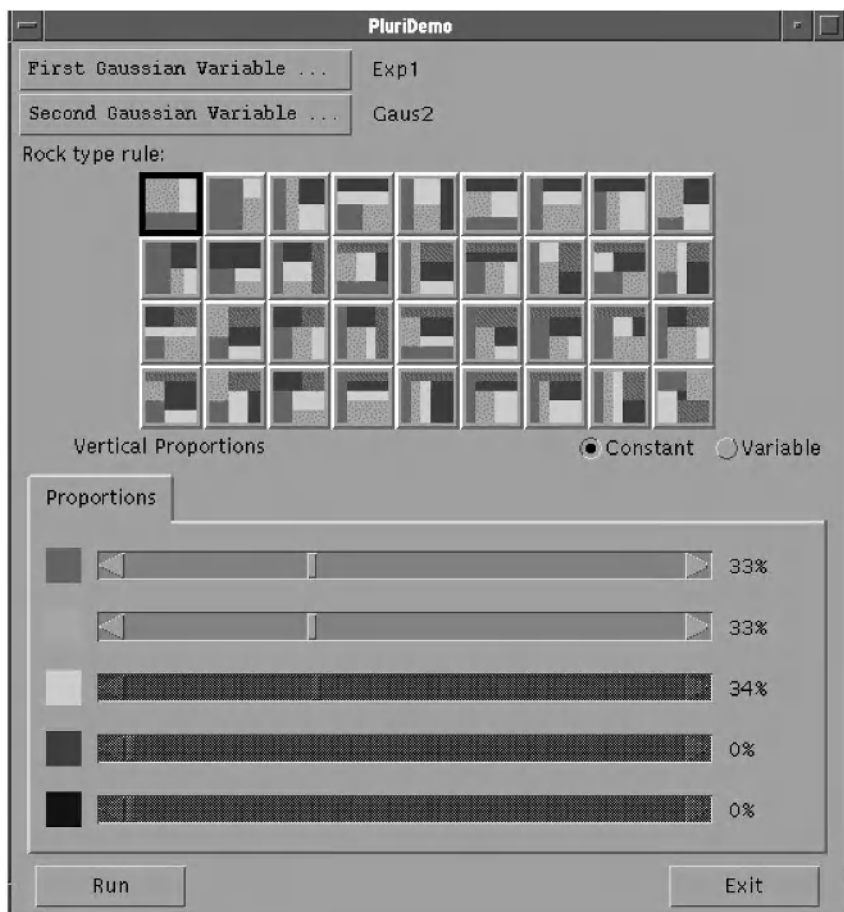 PluriDemo
First Gaussian Variable ... Exp1
Second Gaussian Variable ... Gaus2
Rock type rule:
Vertical Proportions Constant Variable
Proportions
33%
33%
34%
0%
0%
Run Exit